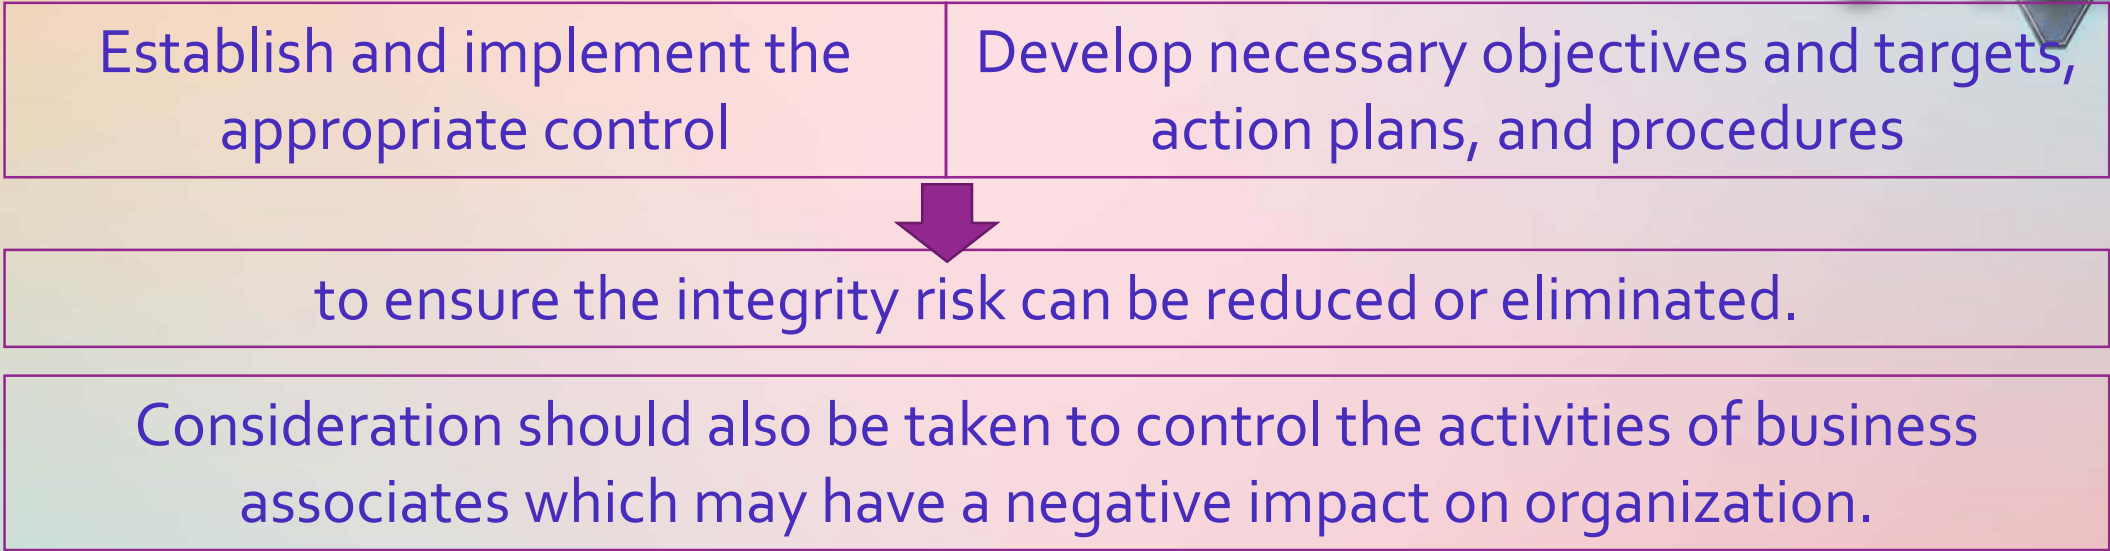 Establish and implement the
appropriate control
Develop necessary objectives and targets,
action plans, and procedures
to ensure the integrity risk can be reduced or eliminated.
Consideration should also be taken to control the activities of business
associates which may have a negative impact on organization.